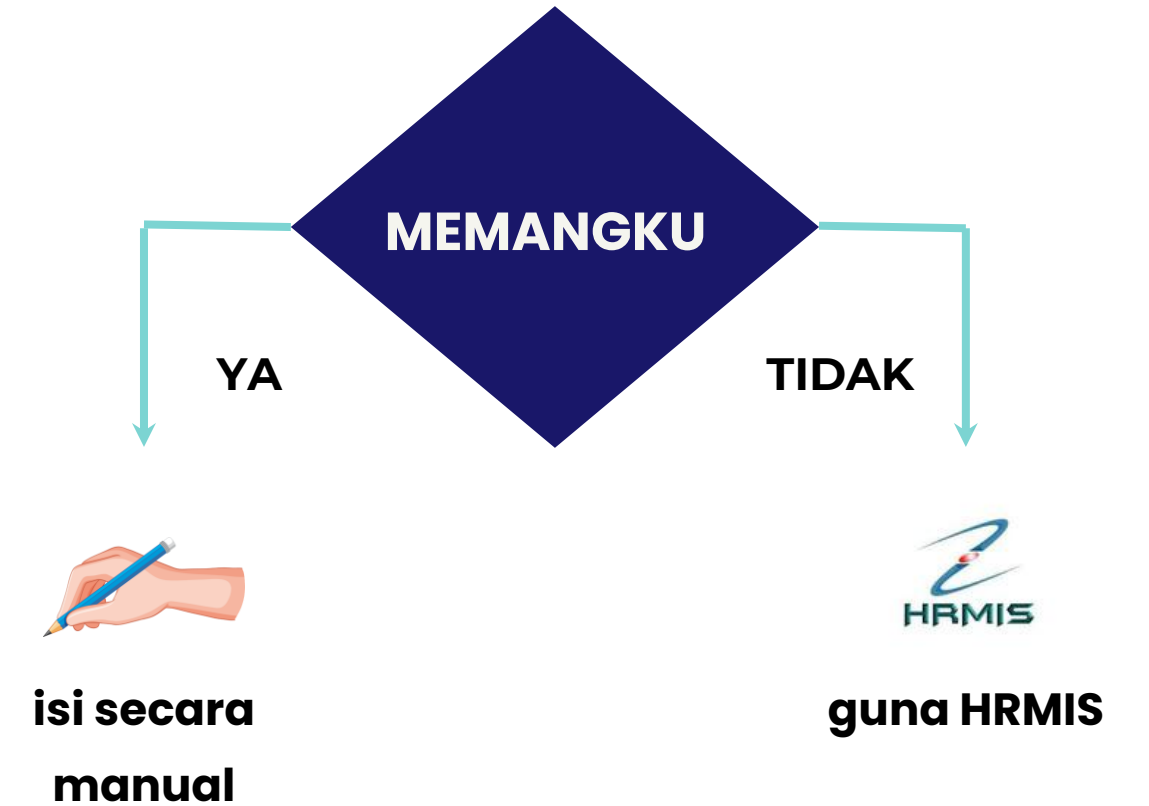 MEMANGKU
YA
TIDAK
HRMIS
isi secara
manual
guna HRMIS